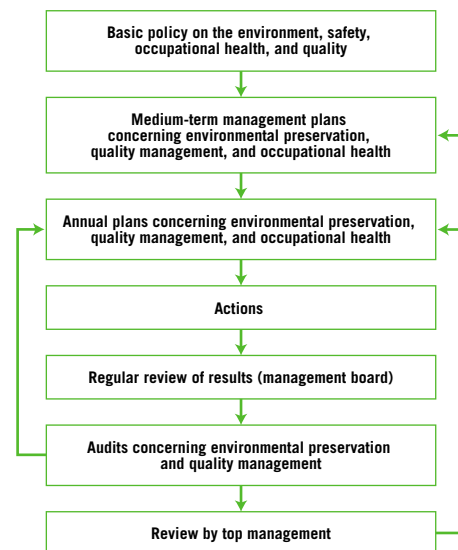 Basic policy on the environment, safety,
occupational health, and quality
Medium-term management plans
concerning environmental preservation,
quality management, and occupational health
Annual plans concerning environmental preservation,
quality management, and occupational health
Actions
Regular review of results (management board)
Audits concerning environmental preservation
and quality management
Review by top management